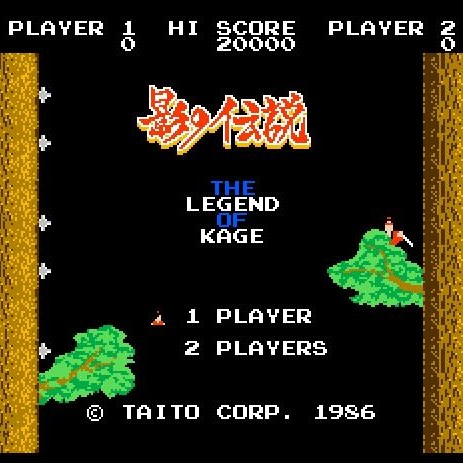 PLAYER 1 HI SCORE PLAYER 2
0 20000 0
影の伝説
THE
LEGEND
OF
KAGE
1 PLAYER
2 PLAYERS
© TAITO CORP. 1986